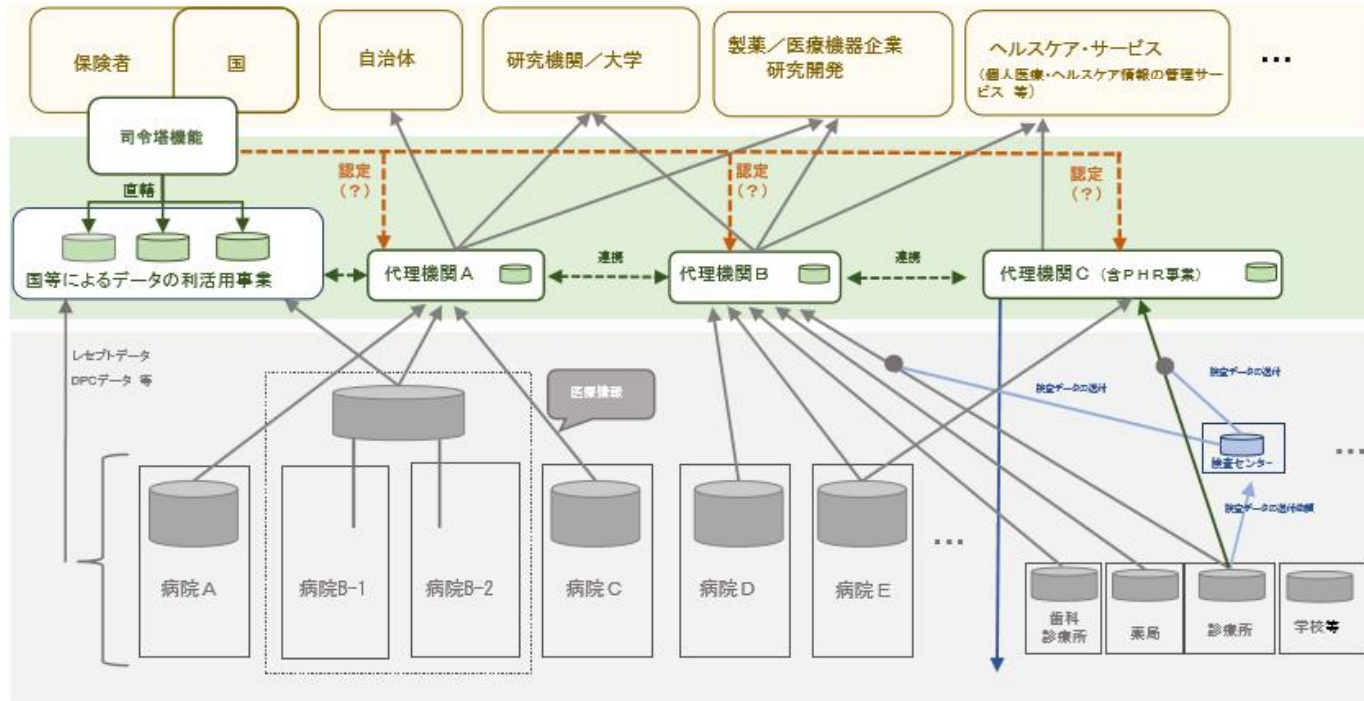 保険者
国
自治体
研究機関／大学
製薬／医療機器企業
研究開発
ヘルスケア・サービス
（個人医療・ヘルスケア情報の管理サー
ビス 等）
…
司令塔機能
直轄
認定
（？）
認定
（？）
認定
（？）
国等によるデータの利活用事業
代理機関A
連携
代理機関B
連携
代理機関C（含PHR事業）
レセプトデータ
DPCデータ 等
医療情報
検査データの送付
検査データの送付
検査センター
…
検査データの送付依頼
病院A
病院B-1
病院B-2
病院C
病院D
病院E
…
歯科
診療所
薬局
診療所
学校等